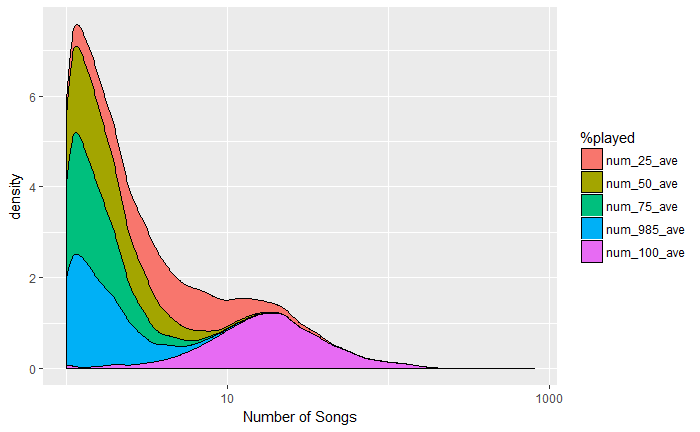 density
6
4
2
0
10
1000
Number of Songs
%played
num_25_ave
num_50_ave
num_75_ave
num_985_ave
num_100_ave